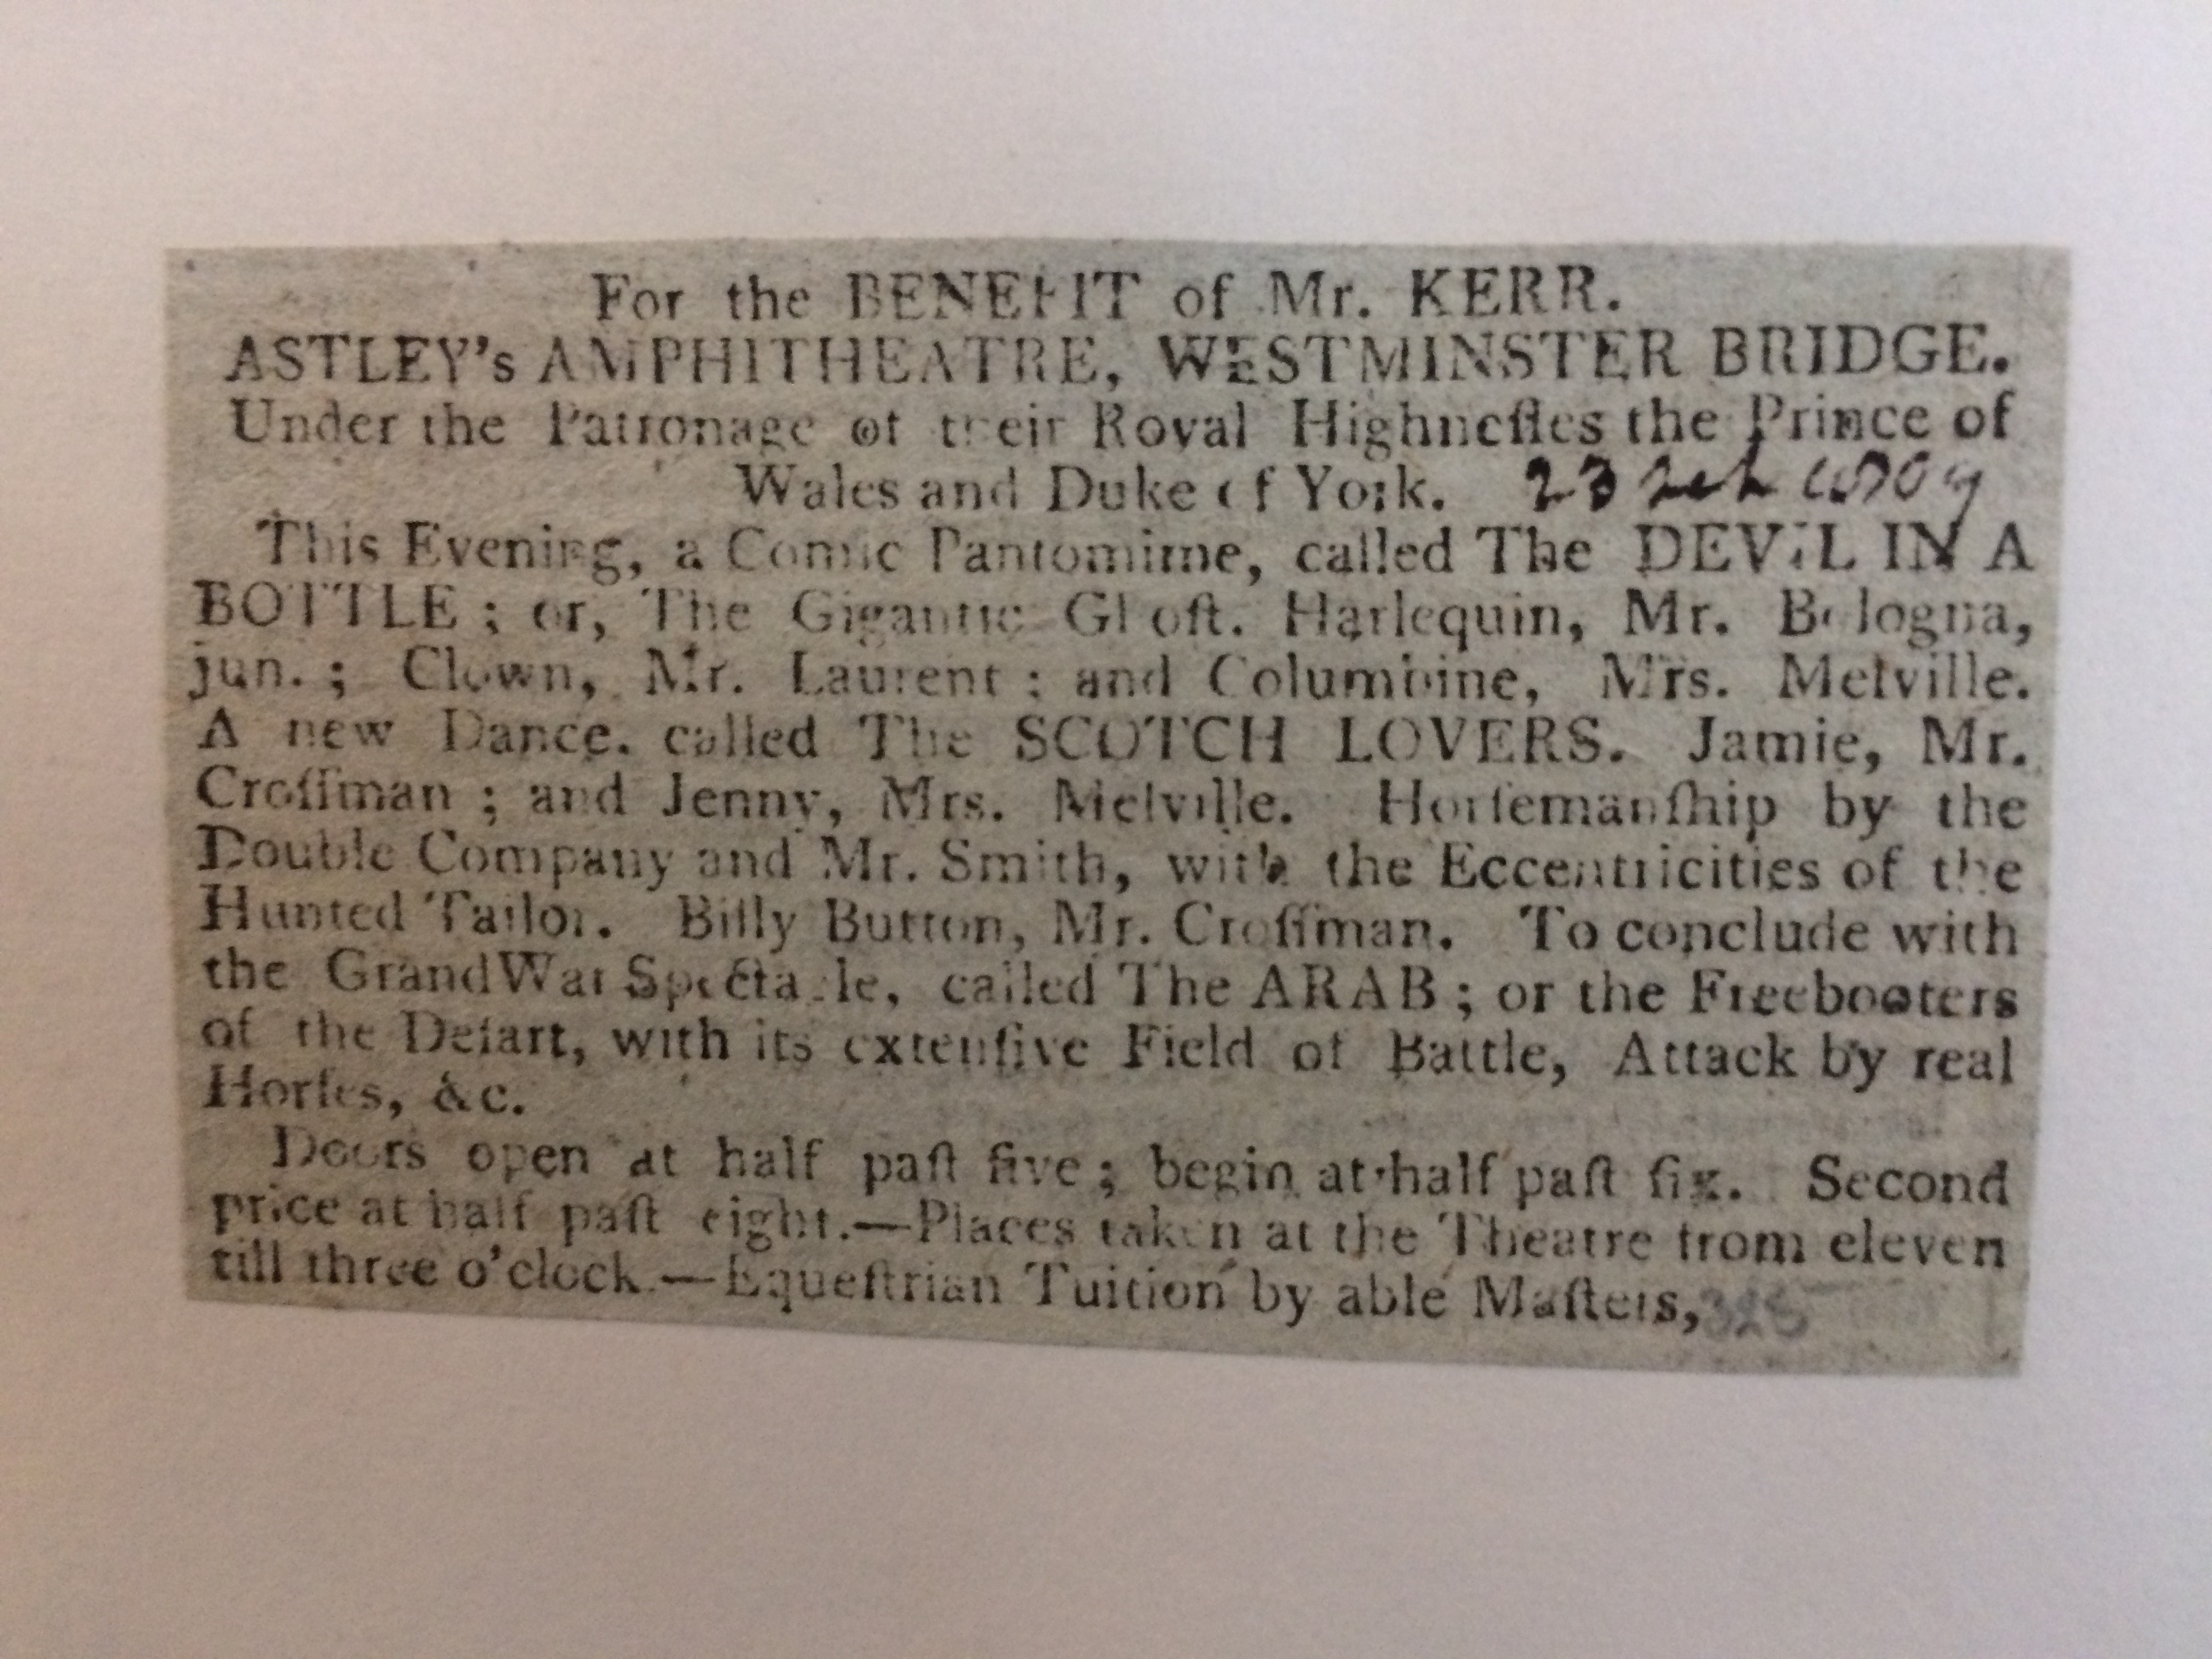 For the BENEFIT of Mr. KERR.
ASTLEY's AMPHITHEATRE, WESTMINSTER BRIDGE.
Under the Patronage of their Royal Highneſſes the Prince of
Wales and Duke of York. 23
This Evening, a Comic Pantomime, called The DEVIL IN A
BOTTLE ; or, The Gigantic Ghoſt. Harlequin, Mr. Bologna,
jun. ; Clown, Mr. Laurent ; and Columbine, Mrs. Melville.
A new Dance. called The SCOTCH LOVERS. Jamie, Mr.
Croſſman ; and Jenny, Mrs. Melville. Horſemanſhip by the
Double Company and Mr. Smith, with the Eccentricities of the
Hunted Tailor. Billy Button, Mr. Croſſman. To conclude with
the Grand War Spectacle, called The ARAB ; or the Freebooters
of the Deſart, with its extenſive Field of Battle, Attack by real
Horſes, &c.
Doors open at half paſt five ; begin at half paſt ſix. Second
price at half paſt eight.—Places taken at the Theatre from eleven
till three o'clock.—Equeſtrian Tuition by able Maſters,